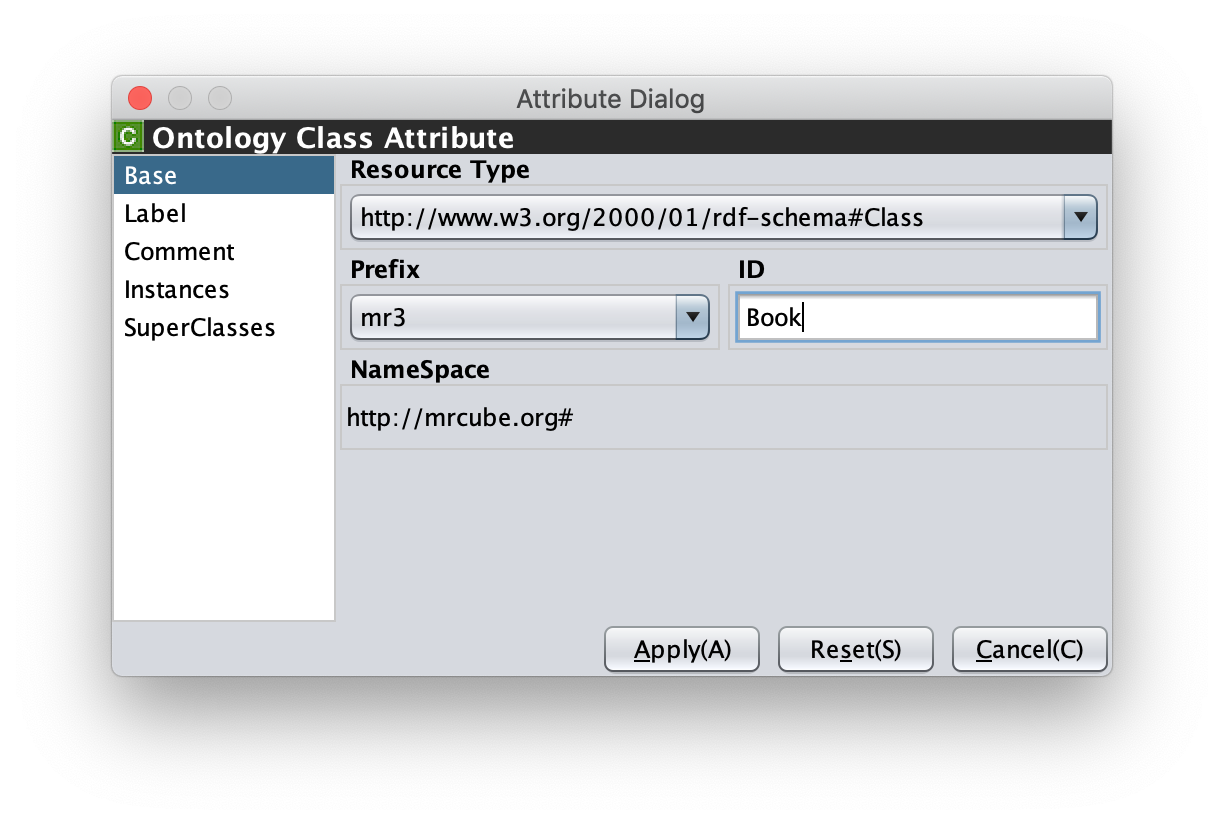 Attribute Dialog
C Ontology Class Attribute
Base
Label
Comment
Instances
SuperClasses
Resource Type
http://www.w3.org/2000/01/rdf-schema#Class
Prefix
ID
mr3
Book
NameSpace
http://mrcube.org#
Apply(A)
Reset(S)
Cancel(C)